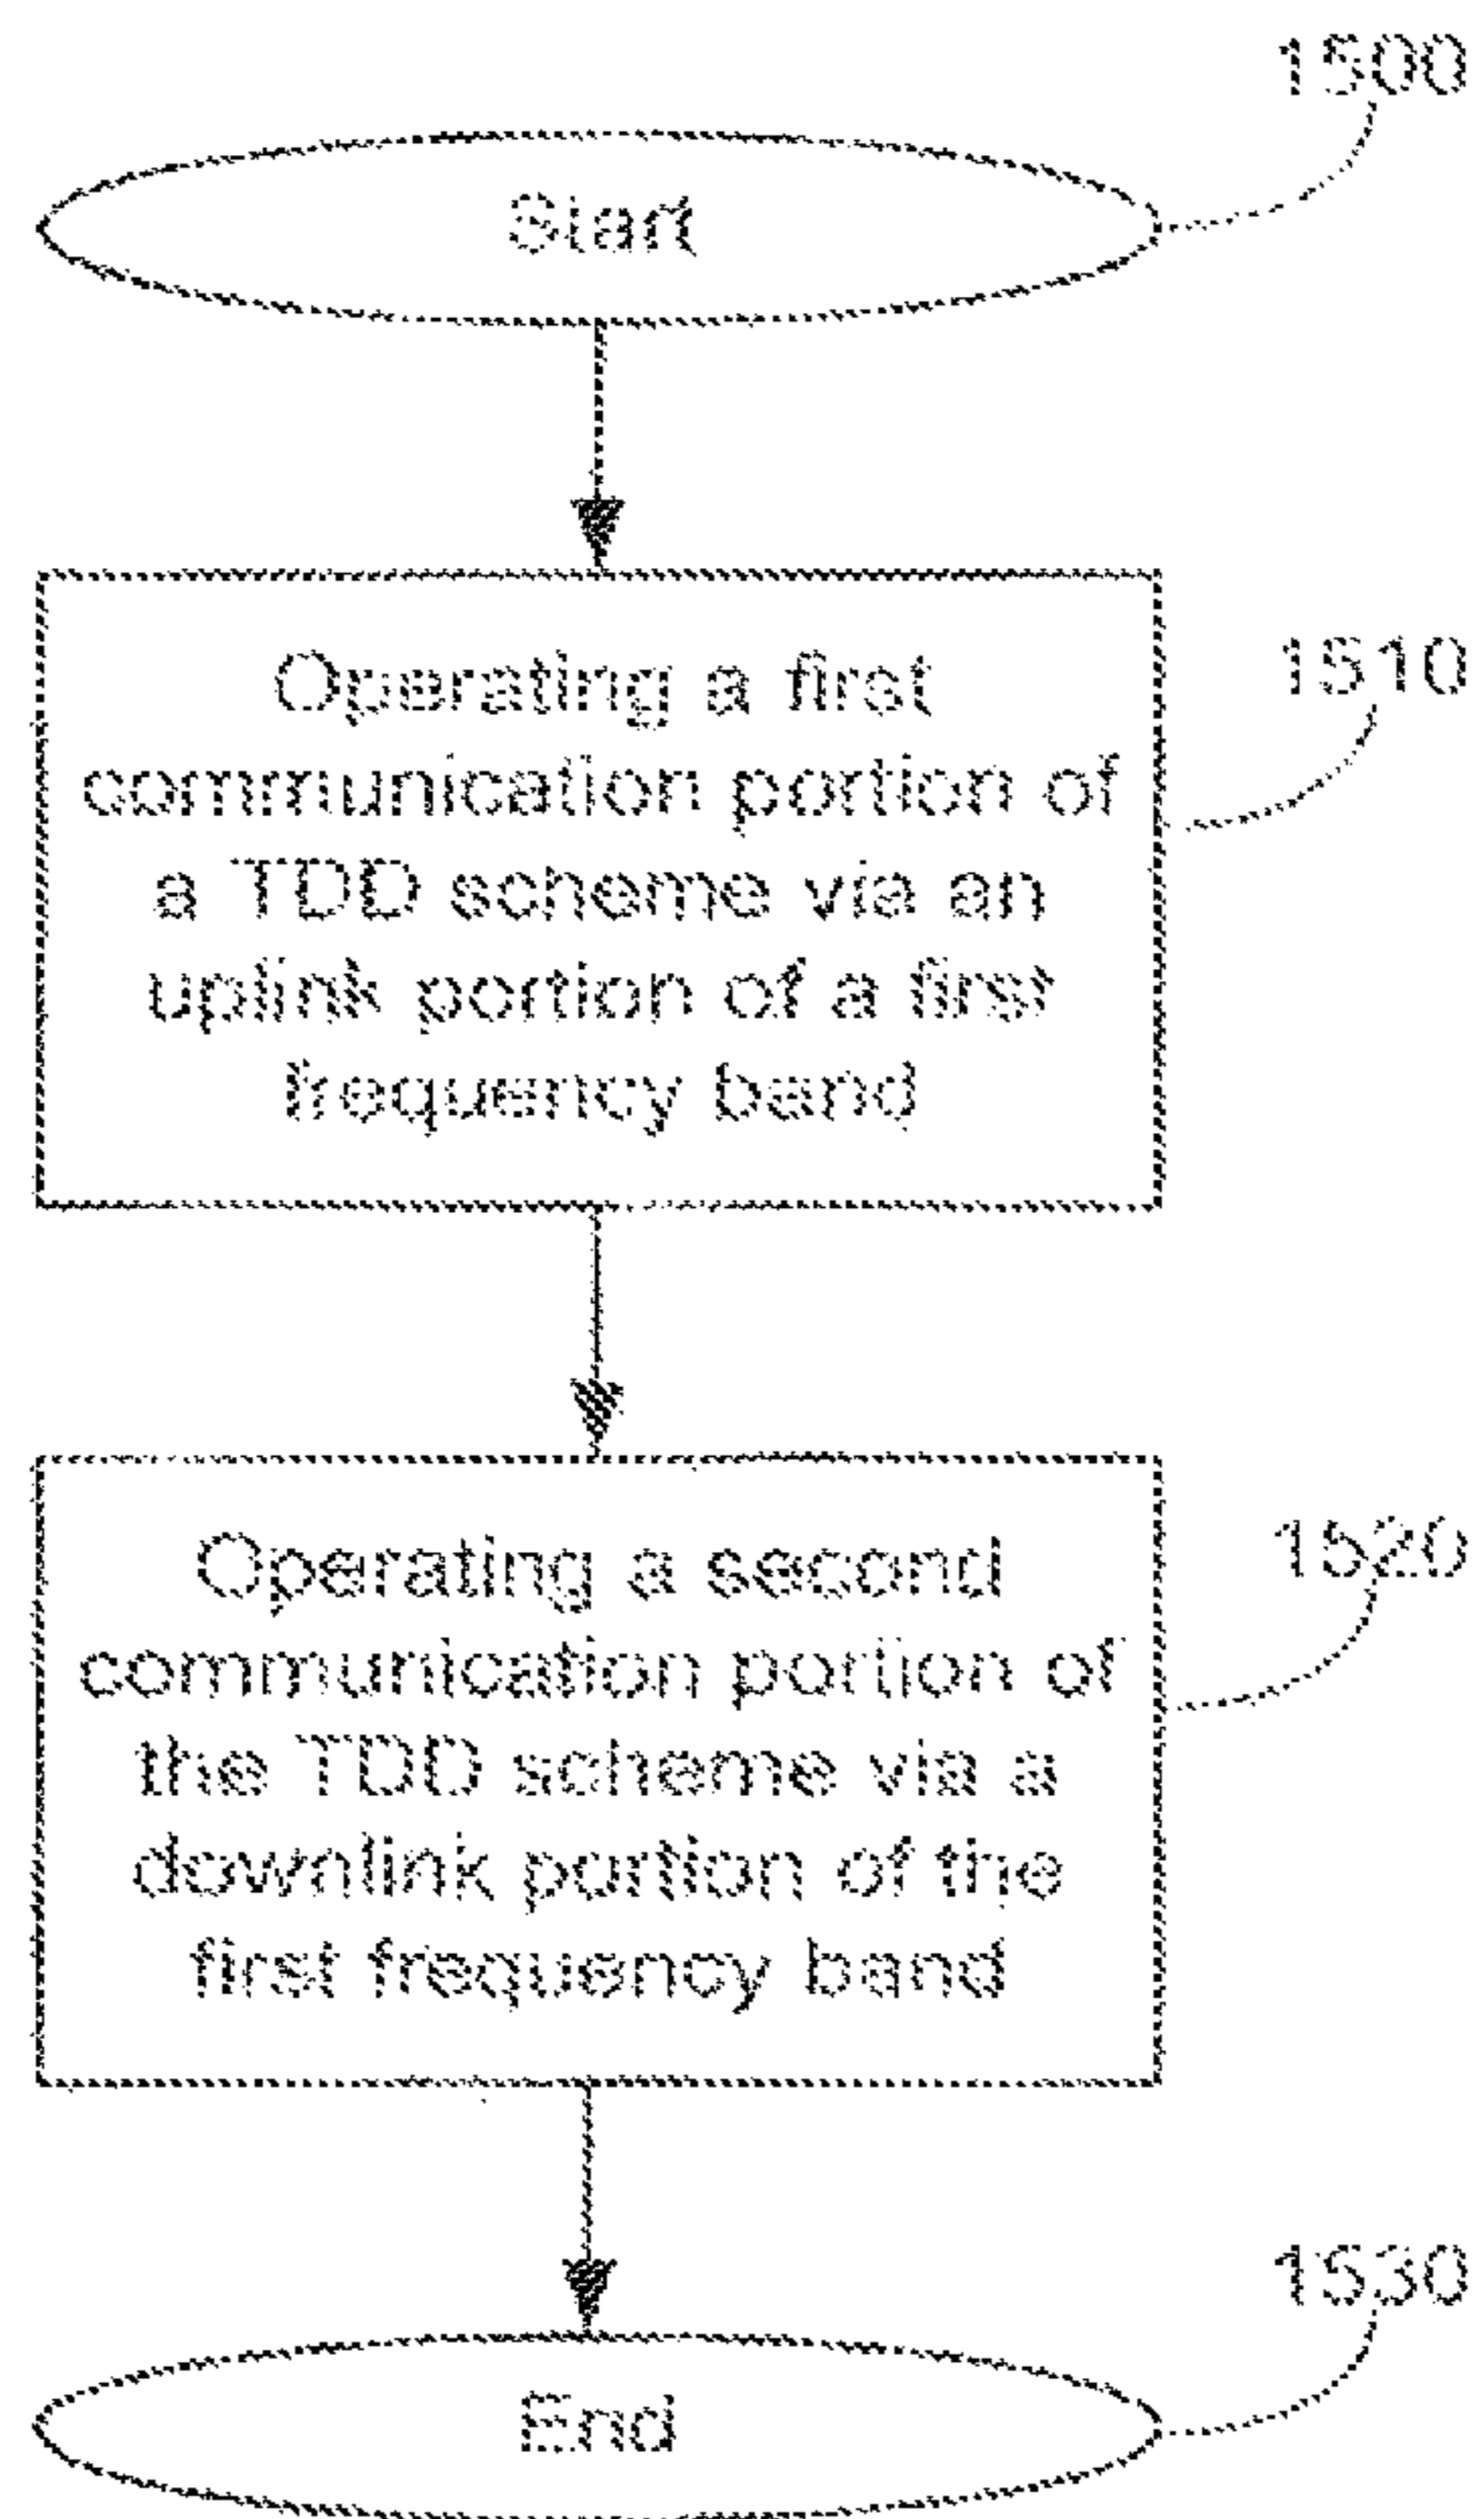 1500
Start
Operating a first
1510
communication portion of
a TDD scheme via an
uplink portion of a first
frequency band
Operating a second
1520
communication portion of
the TDD scheme via a
downlink portion of the
first frequency band
1530
End